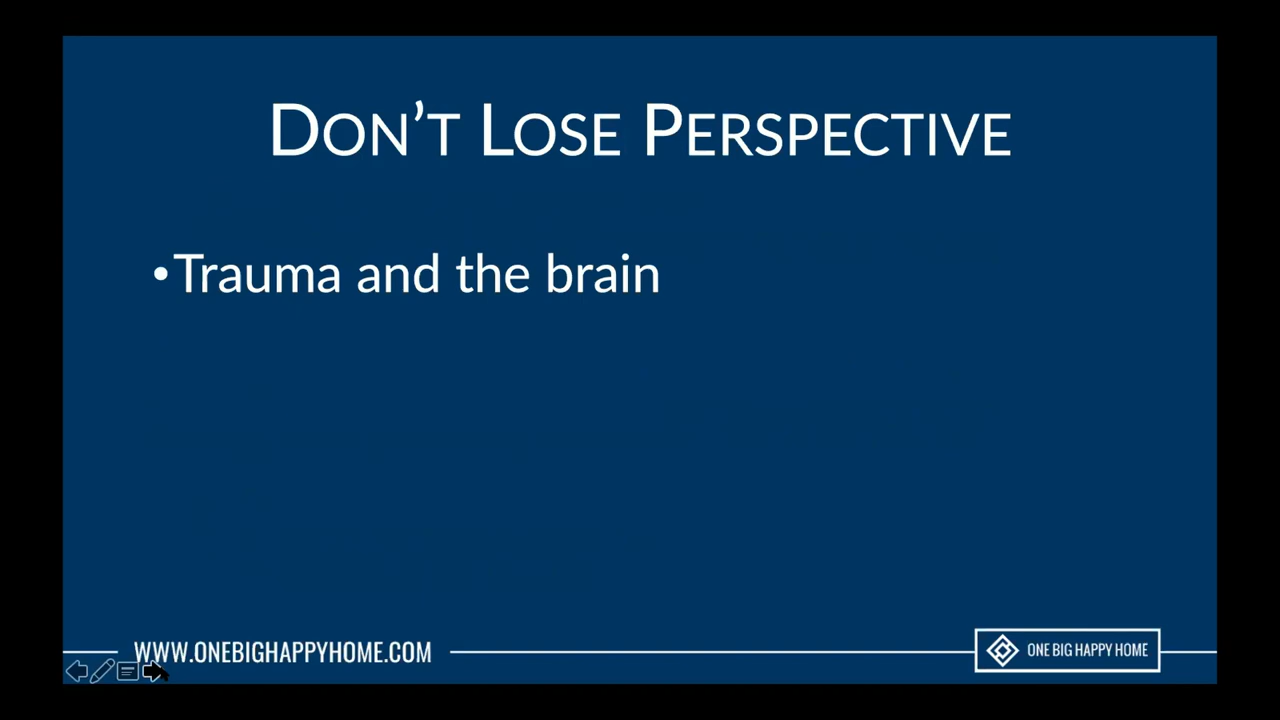 DON'T LOSE PERSPECTIVE
•Trauma and the brain
WWW.ONEBIGHAPPYHOME.COM
ONE BIG HAPPY HOME